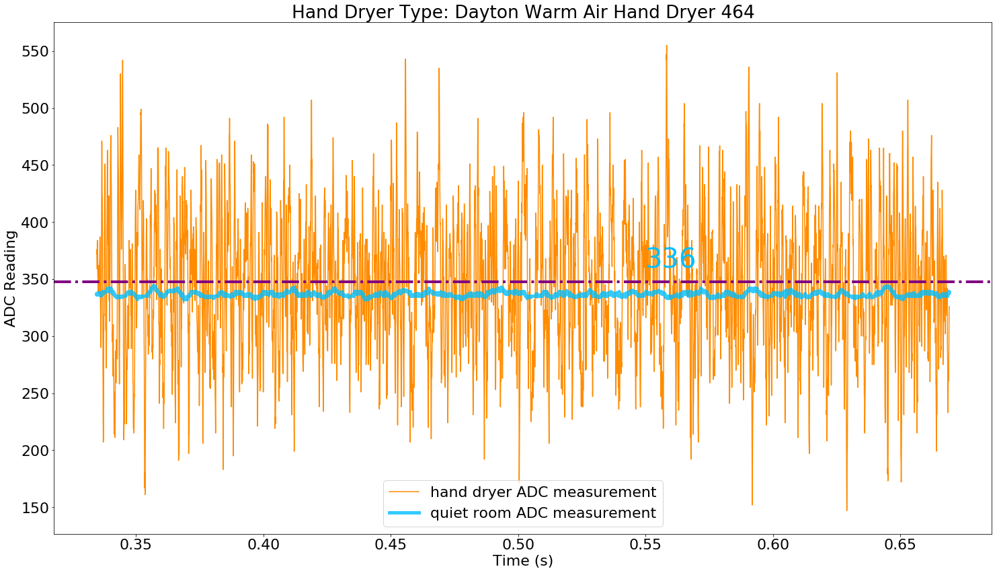 Hand Dryer Type: Dayton Warm Air Hand Dryer 464
ADC Reading
550
500
450
400
350
300
250
200
150
336
hand dryer ADC measurement
quiet room ADC measurement
0.35 0.40 0.45 0.50 0.55 0.60 0.65
Time (s)